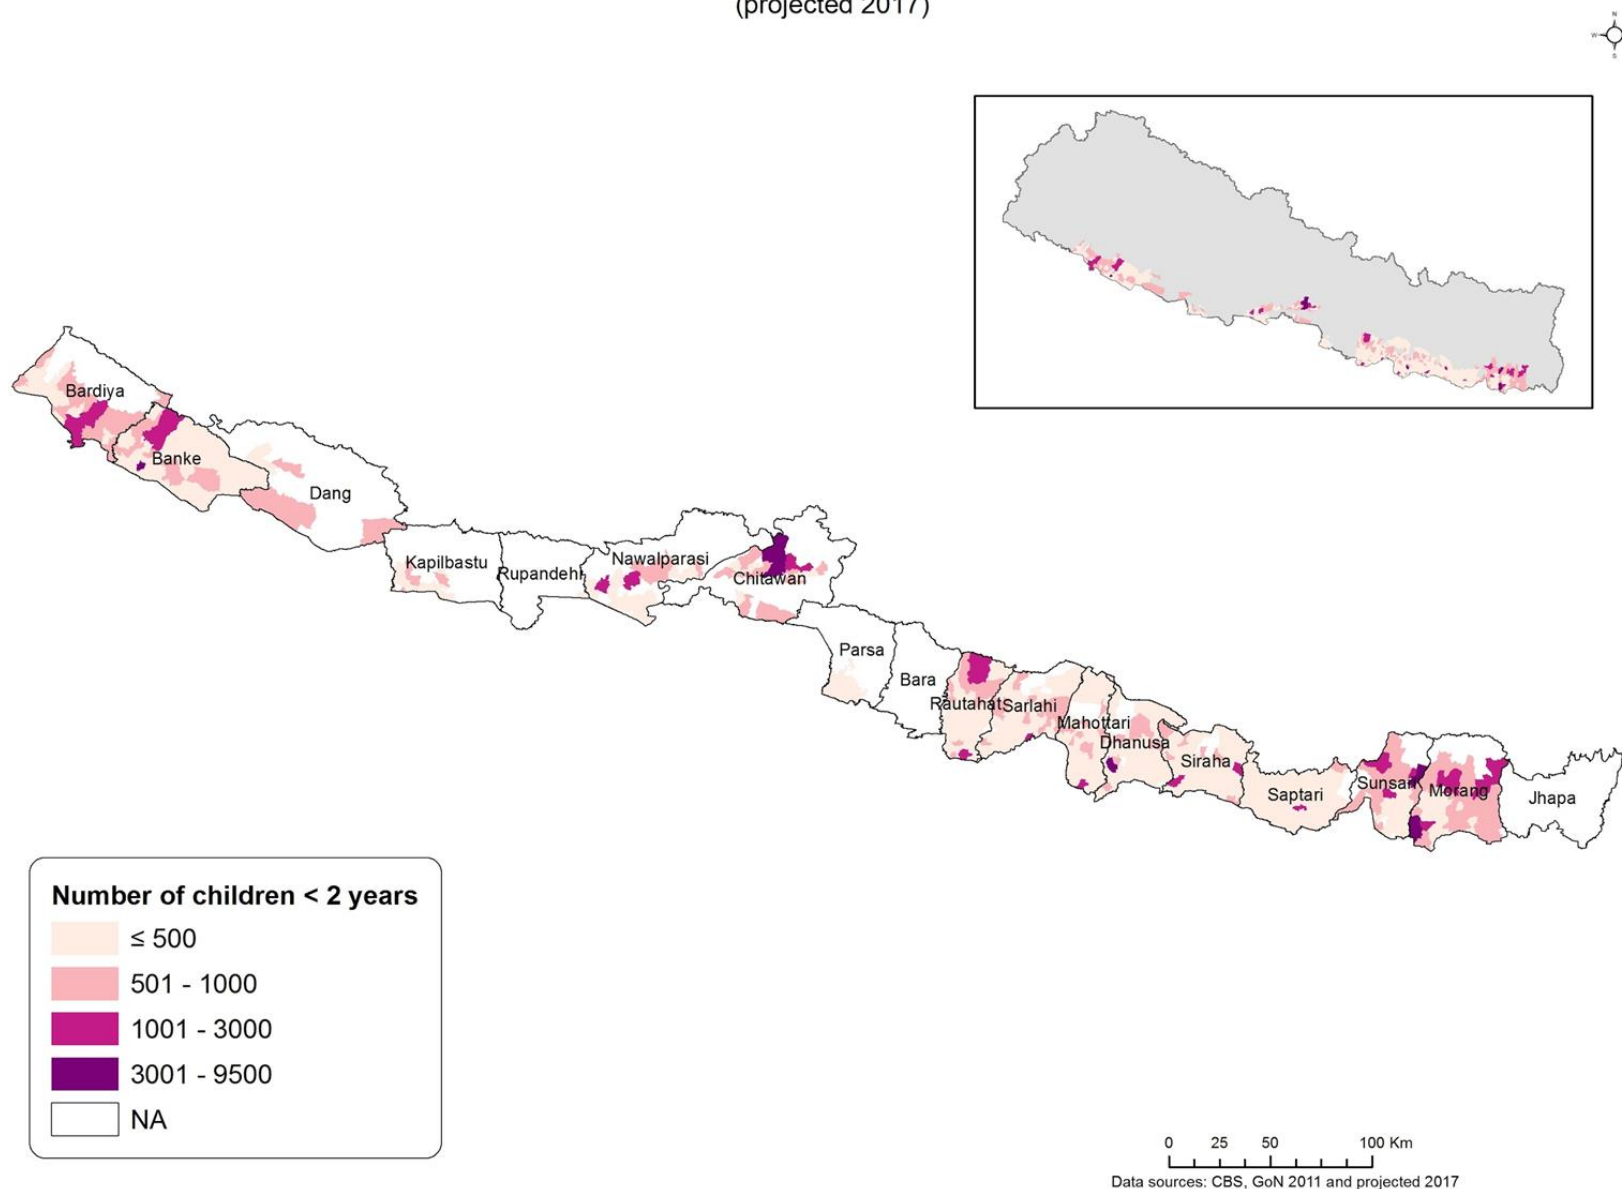 (projected 2017)
N
W
S
Bardiya
Banke
Dang
Kapilbastu
Rupandehi
Nawalparasi
Chitawan
Parsa
Bara
Rautahat
Sarlahi
Mahottari
Dhanusa
Siraha
Saptari
Sunsari
Morang
Jhapa
Number of children < 2 years
≤ 500
501 - 1000
1001 - 3000
3001 - 9500
NA
0 25 50 100 Km
Data sources: CBS, GoN 2011 and projected 2017